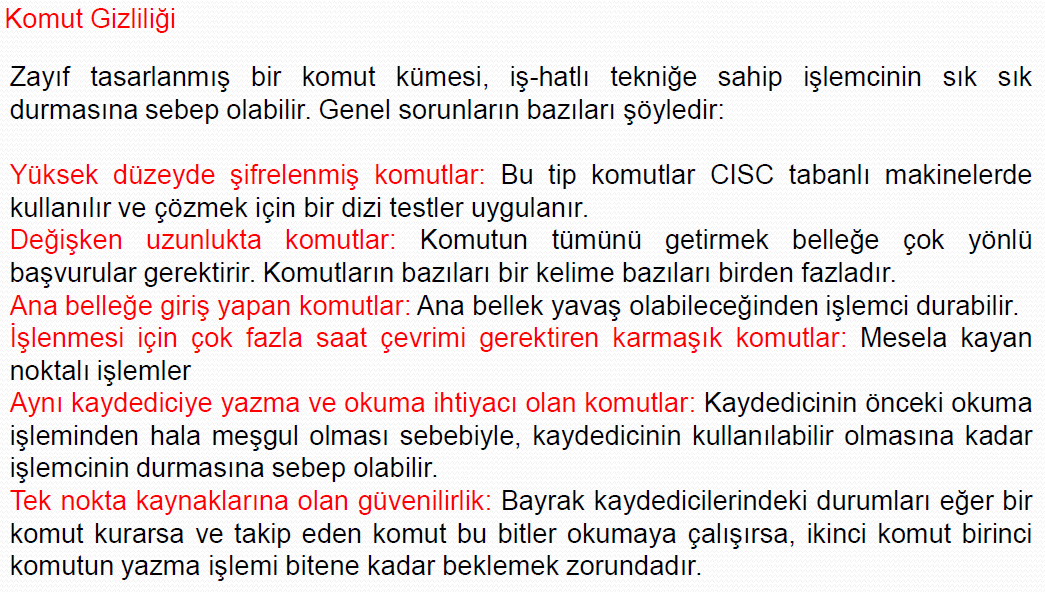 Komut Gizliliği
Zayıf tasarlanmış bir komut kümesi, iş-hatlı tekniğe sahip işlemcinin sık sık
durmasına sebep olabilir. Genel sorunların bazıları şöyledir:
Yüksek düzeyde şifrelenmiş komutlar: Bu tip komutlar CISC tabanlı makinelerde
kullanılır ve çözmek için bir dizi testler uygulanır.
Değişken uzunlukta komutlar: Komutun tümünü getirmek belleğe çok yönlü
başvurular gerektirir. Komutların bazıları bir kelime bazıları birden fazladır.
Ana belleğe giriş yapan komutlar: Ana bellek yavaş olabileceğinden işlemci durabilir.
İşlenmesi için çok fazla saat çevrimi gerektiren karmaşık komutlar: Mesela kayan
noktalı işlemler
Aynı kaydediciye yazma ve okuma ihtiyacı olan komutlar: Kaydedicinin önceki okuma
işleminden hala meşgul olması sebebiyle, kaydedicinin kullanılabilir olmasına kadar
işlemcinin durmasına sebep olabilir.
Tek nokta kaynaklarına olan güvenilirlik: Bayrak kaydedicilerindeki durumları eğer bir
komut kurarsa ve takip eden komut bu bitler okumaya çalışırsa, ikinci komut birinci
komutun yazma işlemi bitene kadar beklemek zorundadır.